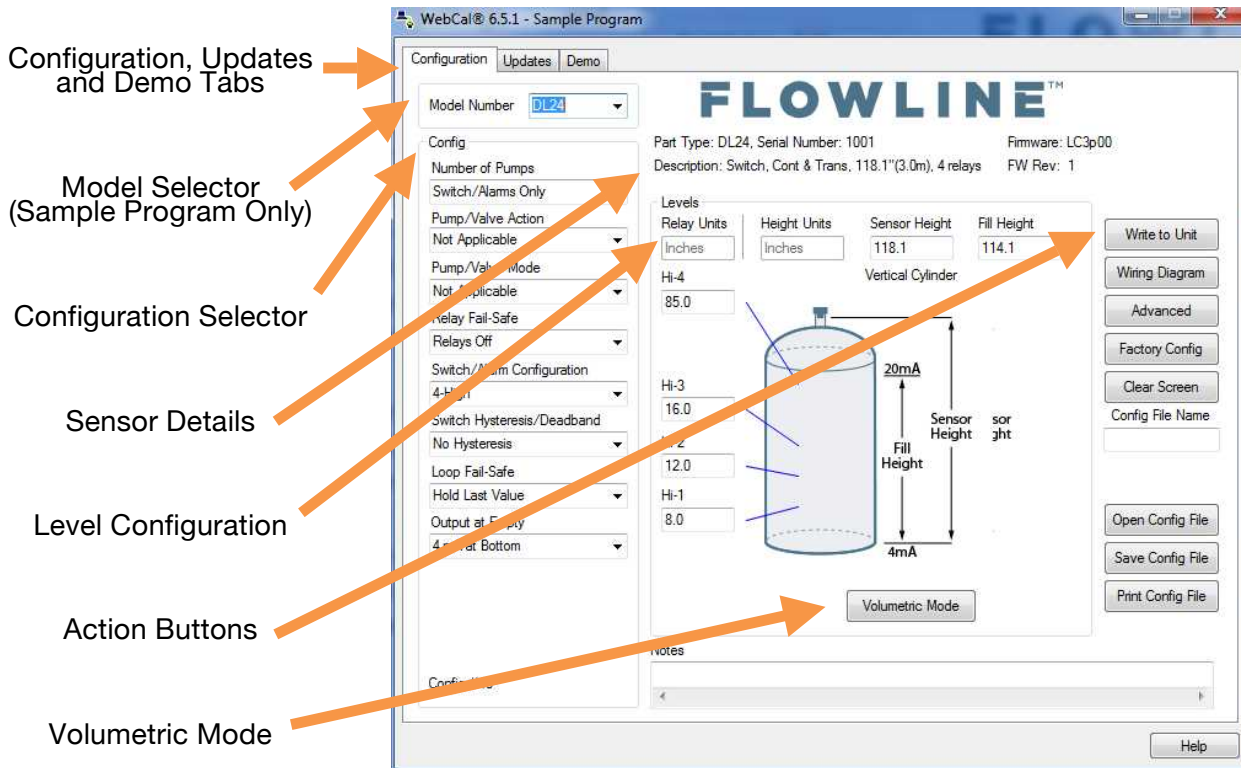 WebCal® 6.5.1 - Sample Program
Configuration, Updates
and Demo Tabs
Model Selector
(Sample Program Only)
Configuration Selector
Sensor Details
Level Configuration
Action Buttons
Volumetric Mode
Configuration Updates Demo
Model Number DL24
Config
Number of Pumps
Switch/Alarms Only
Pump/Valve Action
Not Applicable
Mode
Not Applicable
Relay Fail-Safe
Relays Off
Switch/Alarm Configuration
4-High
Switch Hysteresis/Deadband
No Hysteresis
Loop Fail-Safe
Hold Last Value
Output at Empty
at Bottom
FLOWLINE™
Part Type: DL24, Serial Number: 1001 Firmware: LC3p00
Description: Switch, Cont & Trans, 118.1"(3.0m), 4 relays FW Rev: 1
Levels
Relay Units Height Units Sensor Height Fill Height
Inches Inches 118.1 114.1
Vertical Cylinder
Hi-4
85.0
Hi-3
16.0
12.0
Hi-1
8.0
20mA
Fill
Height
Sensor
Height
4mA
Volumetric Mode
Notes
Write to Unit
Wiring Diagram
Advanced
Factory Config
Clear Screen
Config File Name
Open Config File
Save Config File
Print Config File
Help